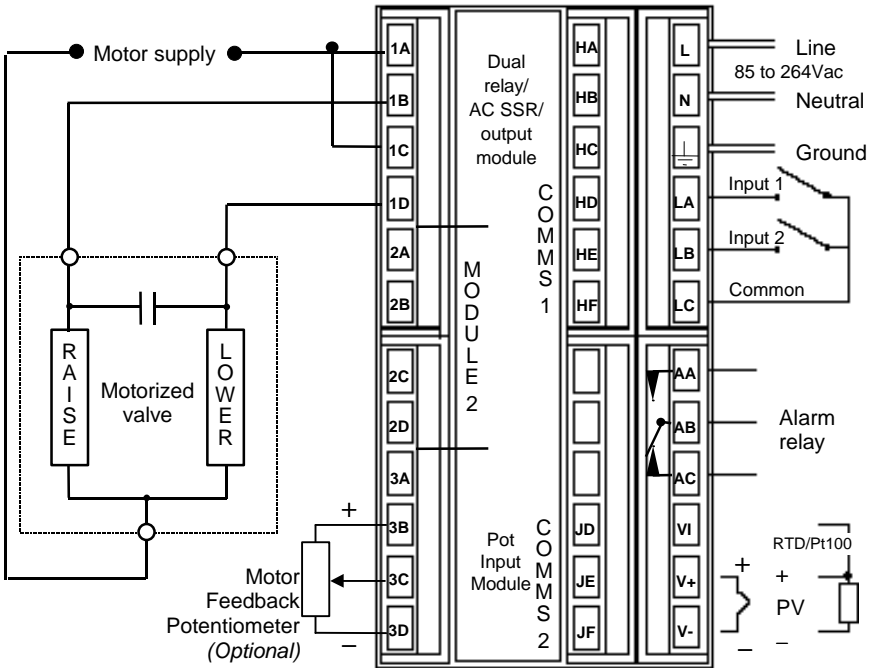 Motor supply
1A
1B
1C
1D
2A
2B
2C
2D
3A
3B
3C
3D
Dual
relay/
AC SSR/
output
module
MODULE 2
Pot
Input
Module
COMMS 1
COMMS 2
HA
HB
HC
HD
HE
HF
JD
JE
JF
L
N
LA
LB
LC
AA
AB
AC
VI
V+
V-
Line
85 to 264Vac
Neutral
Ground
Input 1
Input 2
Common
Alarm
relay
RTD/Pt100
+
+
PV
–
–
RAISE
LOWER
Motorized
valve
+
Motor
Feedback
Potentiometer
(Optional)
–